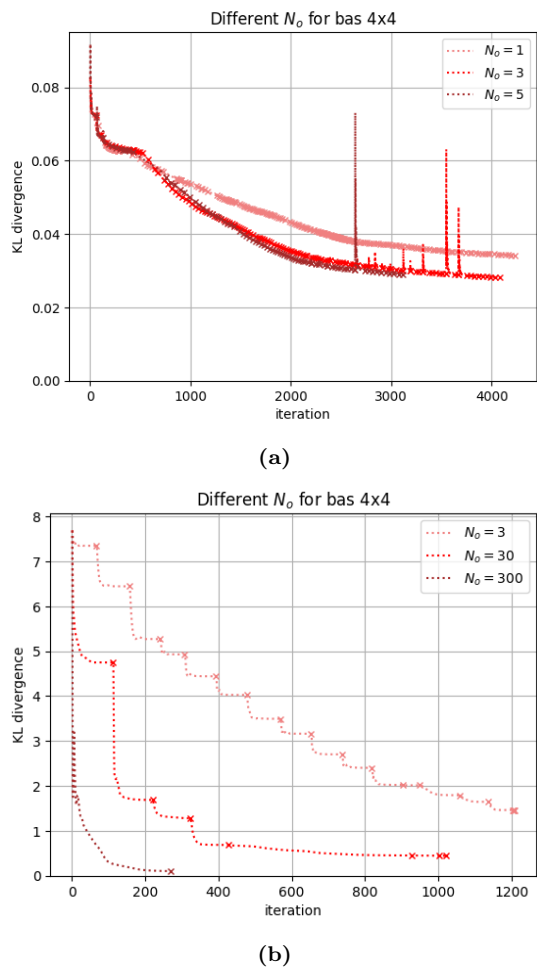 Different N_o for bas 4x4
N_o = 1
N_o = 3
N_o = 5
KL divergence
0.08
0.06
0.04
0.02
0.00
0 1000 2000 3000 4000
iteration
(a)
Different N_o for bas 4x4
N_o = 3
N_o = 30
N_o = 300
KL divergence
8
7
6
5
4
3
2
1
0
0 200 400 600 800 1000 1200
iteration
(b)